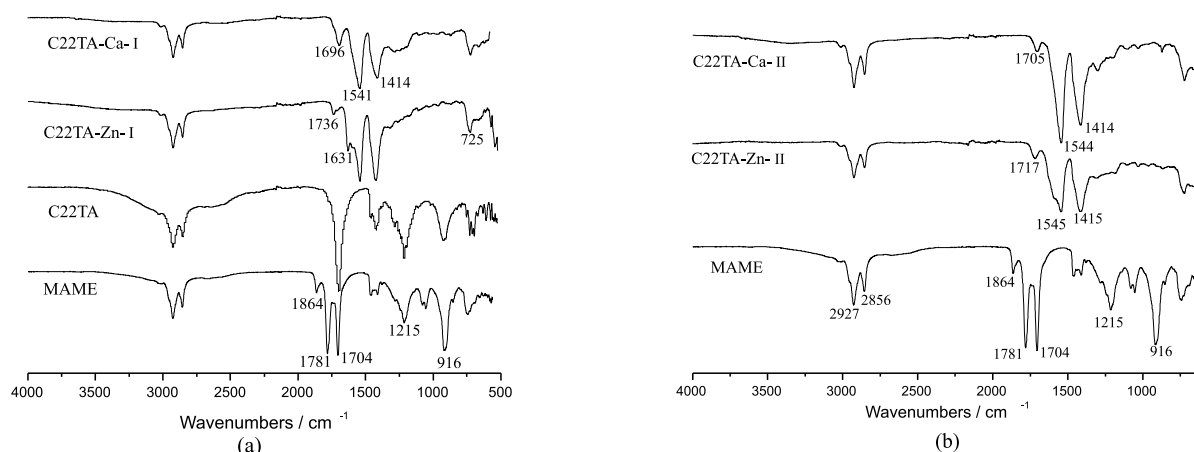 C22TA-Ca- I
1696
1414
1541
C22TA-Zn- I
1736
1631
725
C22TA
MAME
1864
1215
1781 1704
916
4000 3500 3000 2500 2000 1500 1000 500
Wavenumbers / cm -1
(a)
C22TA-Ca- II
1705
1414
1544
C22TA-Zn- II
1717
1545
1415
MAME
1864
2856
2927
1215
1781
1704
916
4000 3500 3000 2500 2000 1500 1000
Wavenumbers / cm -1
(b)